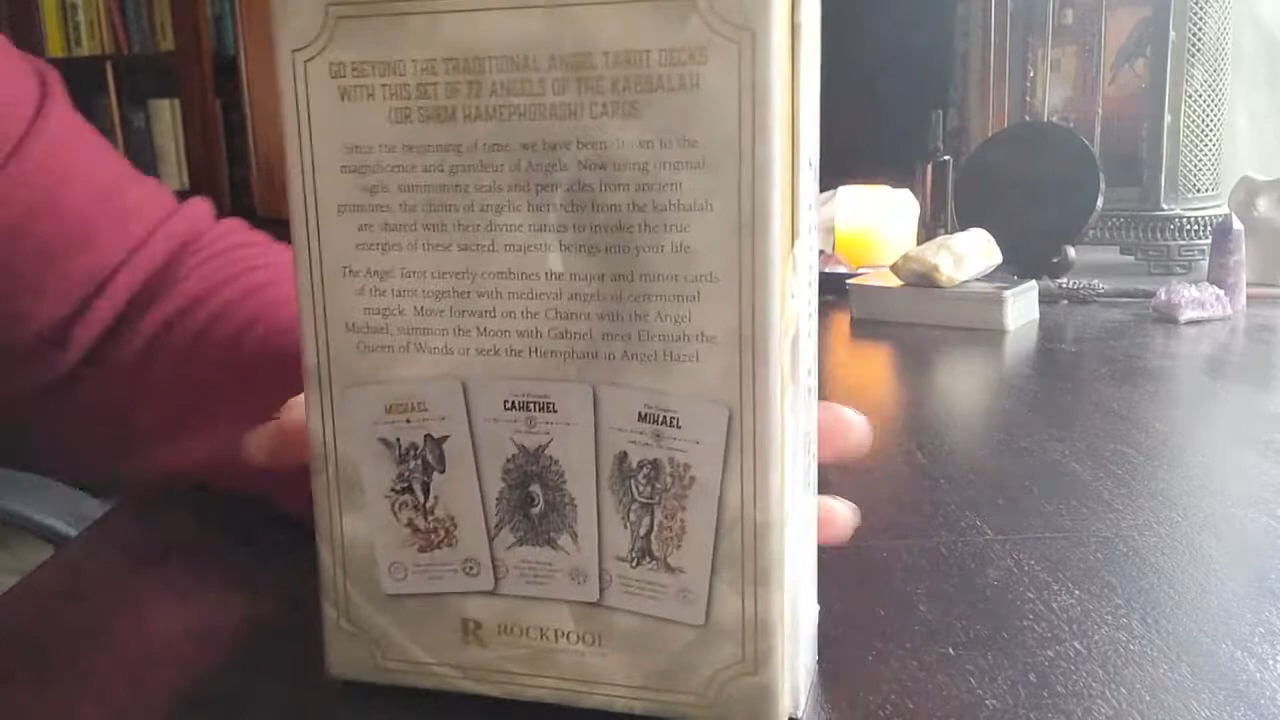 GO BEYOND THE TRADITIONAL ANGEL TAROT DECKS
WITH THIS SET OF 72 ANGELS OF THE KABBALAH
(OR SHEM HAMEPHORASH) CARDS
Since the beginning of time, we have been drawn to the
magnificence and grandeur of Angels. Now using original
sigils, summoning seals and pentacles from ancient
grimoires, the choirs of angelic hierarchy from the kabbalah
are shared with their divine names to invoke the true
energies of these sacred, majestic beings into your life.
The Angel Tarot cleverly combines the major and minor cards
of the tarot together with medieval angels of ceremonial
magick. Move forward on the Chariot with the Angel
Michael, summon the Moon with Gabriel, meet Elemiah the
Queen of Wands or seek the Hierophant in Angel Hazel.
MICHAEL
CAHETHEL
The Emperor
MIHAEL
R ROCKPOOL